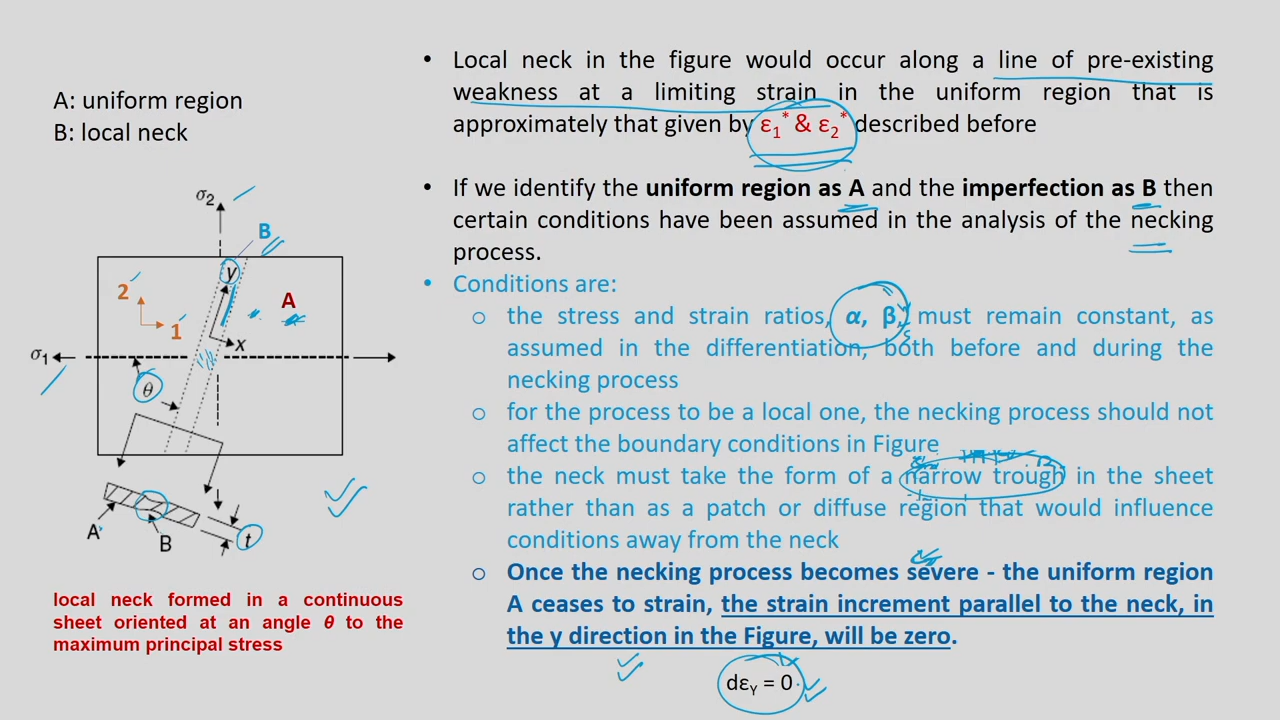 A: uniform region
B: local neck
σ2
B
y
2
A
1
x
σ1
θ
A
B
t
local neck formed in a continuous
sheet oriented at an angle θ to the
maximum principal stress
• Local neck in the figure would occur along a line of pre-existing
weakness at a limiting strain in the uniform region that is
approximately that given by ε1* & ε2* described before
• If we identify the uniform region as A and the imperfection as B then
certain conditions have been assumed in the analysis of the necking
process.
• Conditions are:
o the stress and strain ratios, α, β, must remain constant, as
assumed in the differentiation, both before and during the
necking process
o for the process to be a local one, the necking process should not
affect the boundary conditions in Figure
o the neck must take the form of a narrow trough in the sheet
rather than as a patch or diffuse region that would influence
conditions away from the neck
o Once the necking process becomes severe - the uniform region
A ceases to strain, the strain increment parallel to the neck, in
the y direction in the Figure, will be zero.
dεY = 0